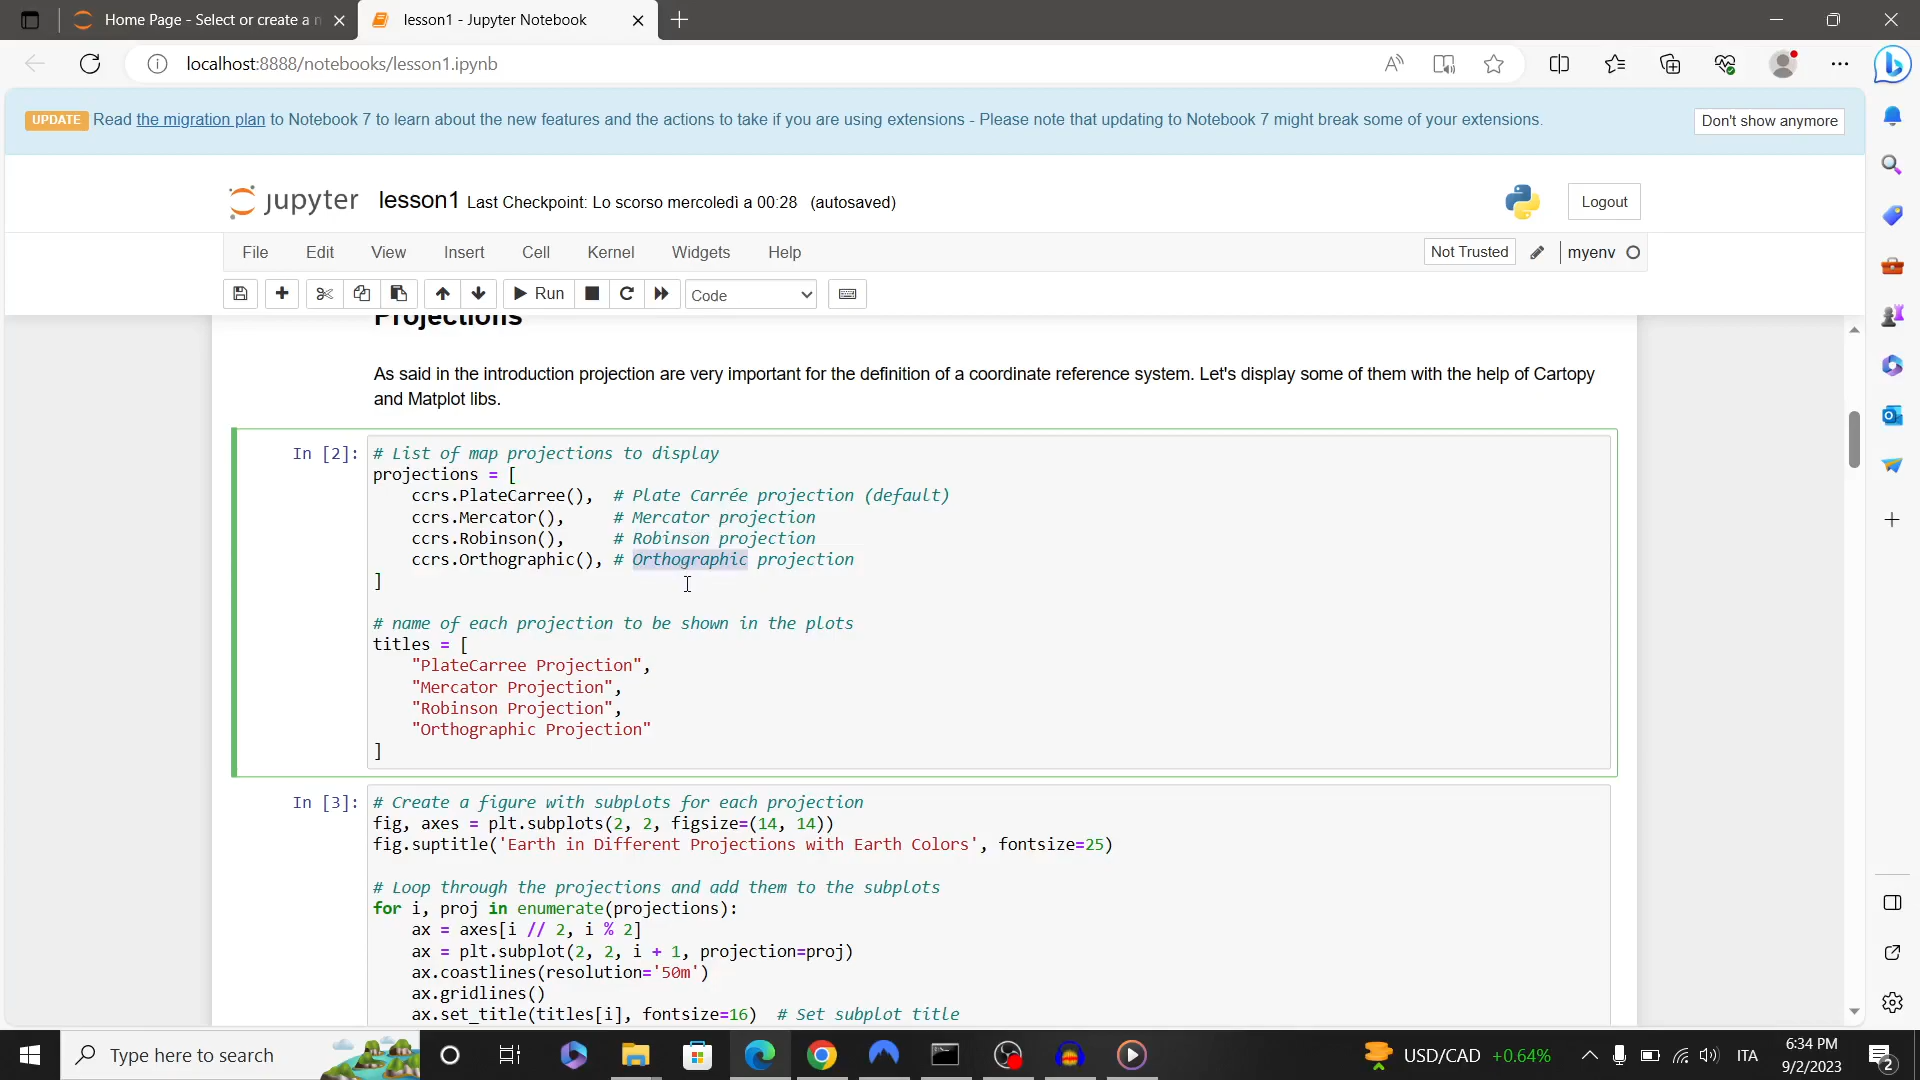 Home Page - Select or create a n
lesson1 - Jupyter Notebook
localhost:8888/notebooks/lesson1.ipynb
UPDATE Read the migration plan to Notebook 7 to learn about the new features and the actions to take if you are using extensions - Please note that updating to Notebook 7 might break some of your extensions.
Don't show anymore
jupyter lesson1 Last Checkpoint: Lo scorso mercoledì a 00:28 (autosaved)
Logout
File Edit View Insert Cell Kernel Widgets Help
Not Trusted
myenv
Run
Code
Projections
As said in the introduction projection are very important for the definition of a coordinate reference system. Let's display some of them with the help of Cartopy
and Matplot libs.
In [2]: # List of map projections to display
projections = [
ccrs.PlateCarree(), # Plate Carrée projection (default)
ccrs.Mercator(), # Mercator projection
ccrs.Robinson(), # Robinson projection
ccrs.Orthographic(), # Orthographic projection
]
# name of each projection to be shown in the plots
titles = [
"PlateCarree Projection",
"Mercator Projection",
"Robinson Projection",
"Orthographic Projection"
]
In [3]: # Create a figure with subplots for each projection
fig, axes = plt.subplots(2, 2, figsize=(14, 14))
fig.suptitle('Earth in Different Projections with Earth Colors', fontsize=25)
# Loop through the projections and add them to the subplots
for i, proj in enumerate(projections):
ax = axes[i // 2, i % 2]
ax = plt.subplot(2, 2, i + 1, projection=proj)
ax.coastlines(resolution='50m')
ax.gridlines()
ax.set_title(titles[i], fontsize=16) # Set subplot title
Type here to search
USD/CAD +0.64%
ITA
6:34 PM
9/2/2023
2